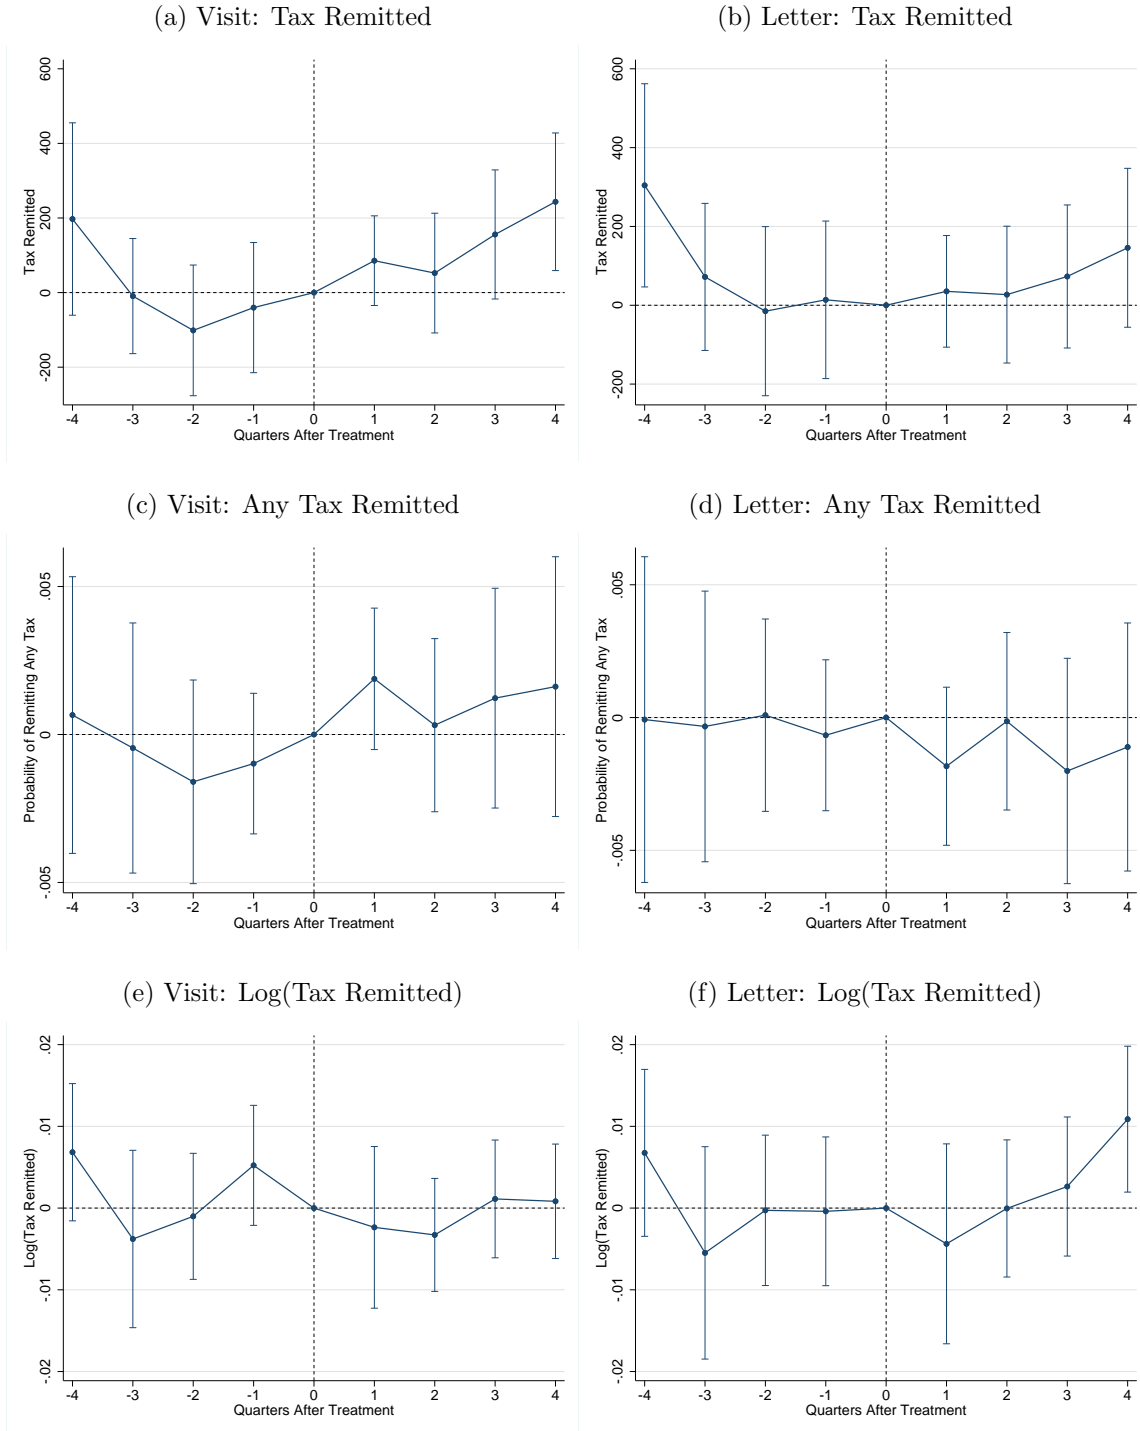 (a) Visit: Tax Remitted
600
400
200
0
-200
Tax Remitted
-4 -3 -2 -1 0 1 2 3 4
Quarters After Treatment
(b) Letter: Tax Remitted
600
400
200
0
-200
Tax Remitted
-4 -3 -2 -1 0 1 2 3 4
Quarters After Treatment
(c) Visit: Any Tax Remitted
.005
0
-.005
Probability of Remitting Any Tax
-4 -3 -2 -1 0 1 2 3 4
Quarters After Treatment
(d) Letter: Any Tax Remitted
.005
0
-.005
Probability of Remitting Any Tax
-4 -3 -2 -1 0 1 2 3 4
Quarters After Treatment
(e) Visit: Log(Tax Remitted)
.02
.01
0
-.01
-.02
Log(Tax Remitted)
-4 -3 -2 -1 0 1 2 3 4
Quarters After Treatment
(f) Letter: Log(Tax Remitted)
.02
.01
0
-.01
-.02
Log(Tax Remitted)
-4 -3 -2 -1 0 1 2 3 4
Quarters After Treatment